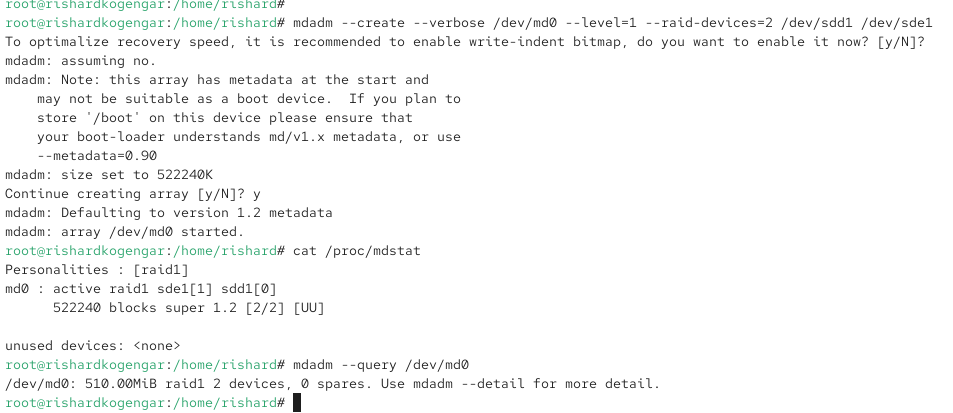 root@rishardkogengar:/home/rishard#
root@rishardkogengar:/home/rishard# mdadm --create --verbose /dev/md0 --level=1 --raid-devices=2 /dev/sdd1 /dev/sde1
To optimalize recovery speed, it is recommended to enable write-indent bitmap, do you want to enable it now? [y/N]?
mdadm: assuming no.
mdadm: Note: this array has metadata at the start and
    may not be suitable as a boot device.  If you plan to
    store '/boot' on this device please ensure that
    your boot-loader understands md/v1.x metadata, or use
    --metadata=0.90
mdadm: size set to 522240K
Continue creating array [y/N]? y
mdadm: Defaulting to version 1.2 metadata
mdadm: array /dev/md0 started.
root@rishardkogengar:/home/rishard# cat /proc/mdstat
Personalities : [raid1]
md0 : active raid1 sde1[1] sdd1[0]
      522240 blocks super 1.2 [2/2] [UU]

unused devices: <none>
root@rishardkogengar:/home/rishard# mdadm --query /dev/md0
/dev/md0: 510.00MiB raid1 2 devices, 0 spares. Use mdadm --detail for more detail.
root@rishardkogengar:/home/rishard#